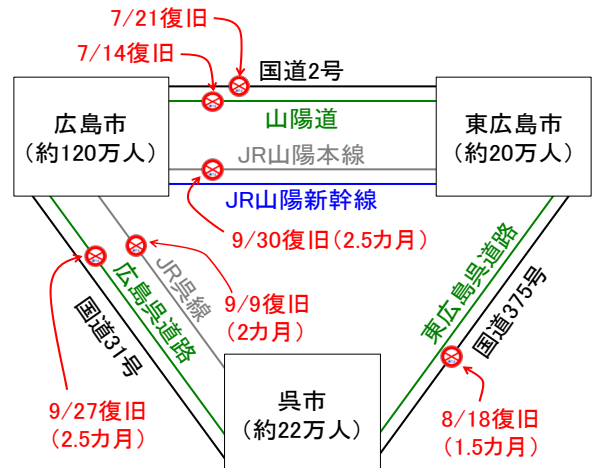 7/21復旧
7/14復旧
国道2号
山陽道
広島市
(約120万人)
東広島市
(約20万人)
JR山陽本線
JR山陽新幹線
9/30復旧(2.5カ月)
広島呉道路
JR呉線
国道31号
9/9復旧
(2カ月)
東広島呉道路
国道375号
9/27復旧
(2.5カ月)
呉市
(約22万人)
8/18復旧
(1.5カ月)